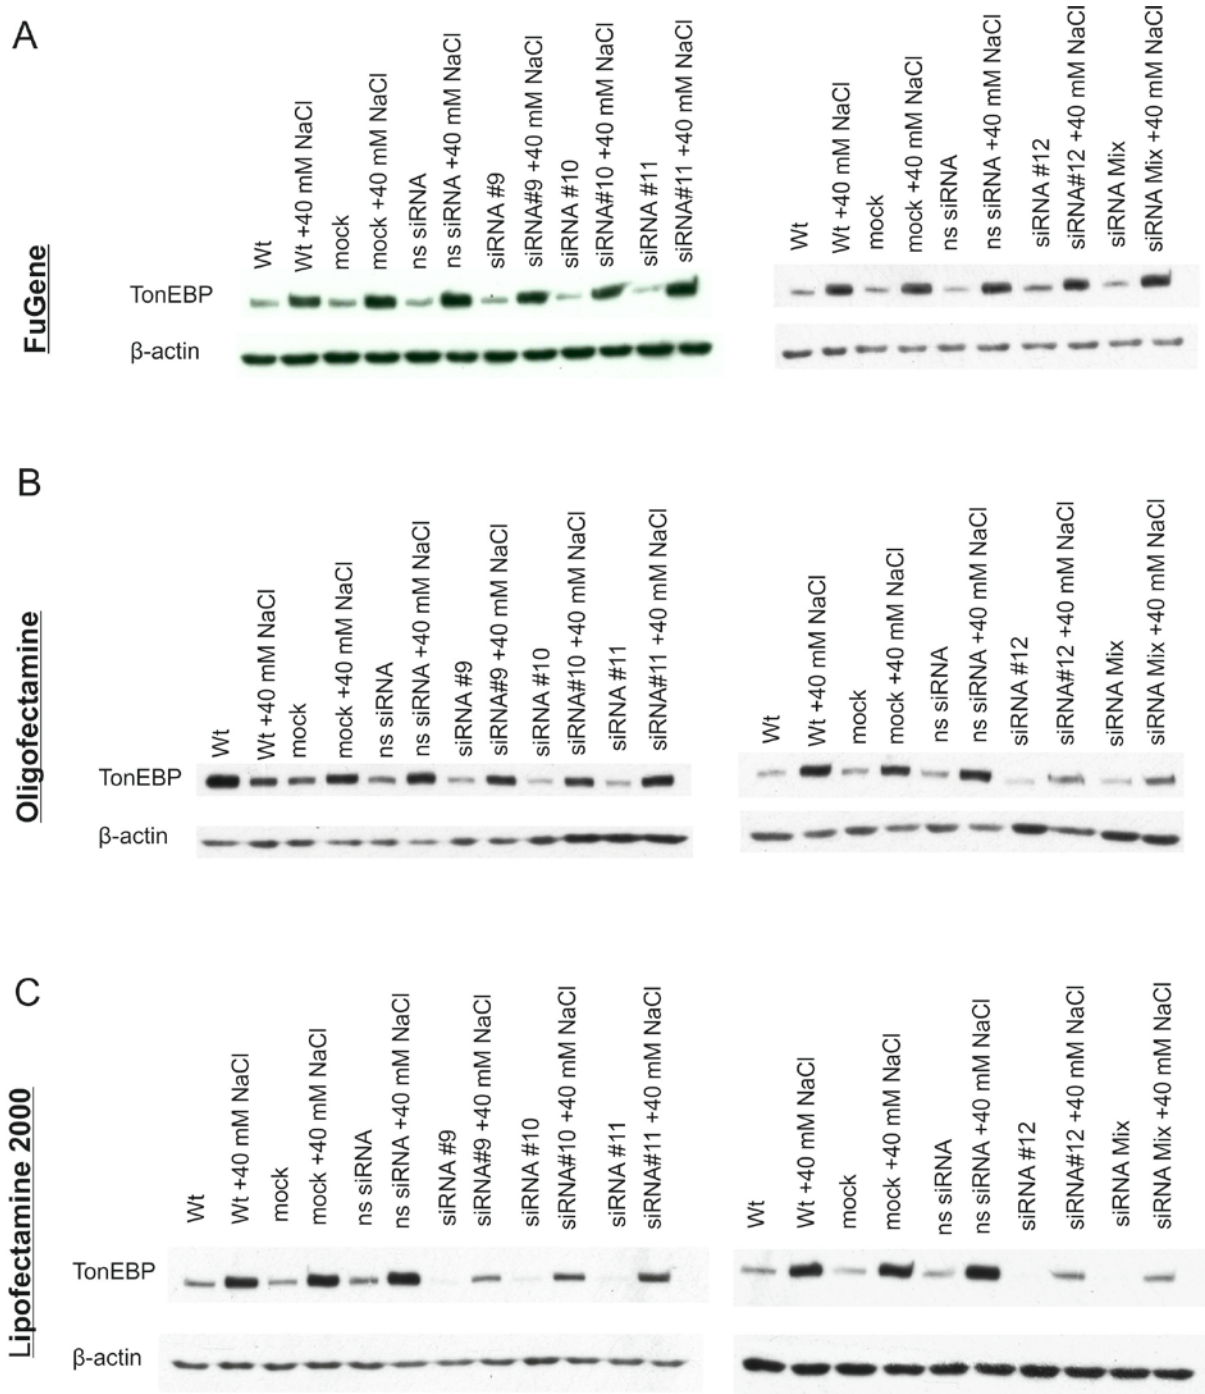 A
FuGene
Wt
Wt +40 mM NaCl
mock
mock +40 mM NaCl
ns siRNA
ns siRNA +40 mM NaCl
siRNA #9
siRNA#9 +40 mM NaCl
siRNA #10
siRNA#10 +40 mM NaCl
siRNA #11
siRNA#11 +40 mM NaCl
Wt
Wt +40 mM NaCl
mock
mock +40 mM NaCl
ns siRNA
ns siRNA +40 mM NaCl
siRNA #12
siRNA#12 +40 mM NaCl
siRNA Mix
siRNA Mix +40 mM NaCl
TonEBP
β-actin
B
Oligofectamine
Wt
Wt +40 mM NaCl
mock
mock +40 mM NaCl
ns siRNA
ns siRNA +40 mM NaCl
siRNA #9
siRNA#9 +40 mM NaCl
siRNA #10
siRNA#10 +40 mM NaCl
siRNA #11
siRNA#11 +40 mM NaCl
Wt
Wt +40 mM NaCl
mock
mock +40 mM NaCl
ns siRNA
ns siRNA +40 mM NaCl
siRNA #12
siRNA#12 +40 mM NaCl
siRNA Mix
siRNA Mix +40 mM NaCl
TonEBP
β-actin
C
Lipofectamine 2000
Wt
Wt +40 mM NaCl
mock
mock +40 mM NaCl
ns siRNA
ns siRNA +40 mM NaCl
siRNA #9
siRNA#9 +40 mM NaCl
siRNA #10
siRNA#10 +40 mM NaCl
siRNA #11
siRNA#11 +40 mM NaCl
Wt
Wt +40 mM NaCl
mock
mock +40 mM NaCl
ns siRNA
ns siRNA +40 mM NaCl
siRNA #12
siRNA#12 +40 mM NaCl
siRNA Mix
siRNA Mix +40 mM NaCl
TonEBP
β-actin